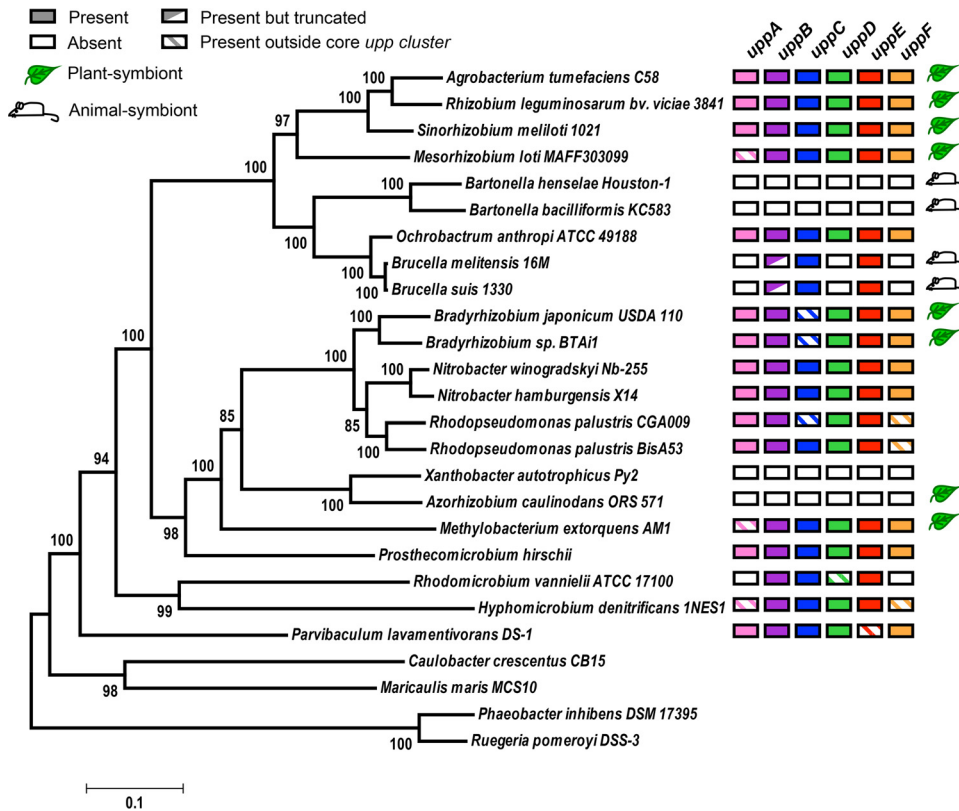 Present
Present but truncated
Absent
Present outside core upp cluster
Plant-symbiont
Animal-symbiont
uppA
uppB
uppC
uppD
uppE
uppF
100
Agrobacterium tumefaciens C58
100
Rhizobium leguminosarum bv. viciae 3841
97
Sinorhizobium meliloti 1021
Mesorhizobium loti MAFF303099
100
100
Bartonella henselae Houston-1
Bartonella bacilliformis KC583
100
Ochrobactrum anthropi ATCC 49188
Brucella melitensis 16M
100
100
Brucella suis 1330
100
Bradyrhizobium japonicum USDA 110
100
Bradyrhizobium sp. BTAi1
100
100
Nitrobacter winogradskyi Nb-255
Nitrobacter hamburgensis X14
85
85
Rhodopseudomonas palustris CGA009
100
Rhodopseudomonas palustris BisA53
94
100
Xanthobacter autotrophicus Py2
100
Azorhizobium caulinodans ORS 571
98
Methylobacterium extorquens AM1
100
Prosthecomicrobium hirschii
Rhodomicrobium vannielii ATCC 17100
99
Hyphomicrobium denitrificans 1NES1
Parvibaculum lavamentivorans DS-1
Caulobacter crescentus CB15
98
Maricaulis maris MCS10
Phaeobacter inhibens DSM 17395
100
Ruegeria pomeroyi DSS-3
0.1